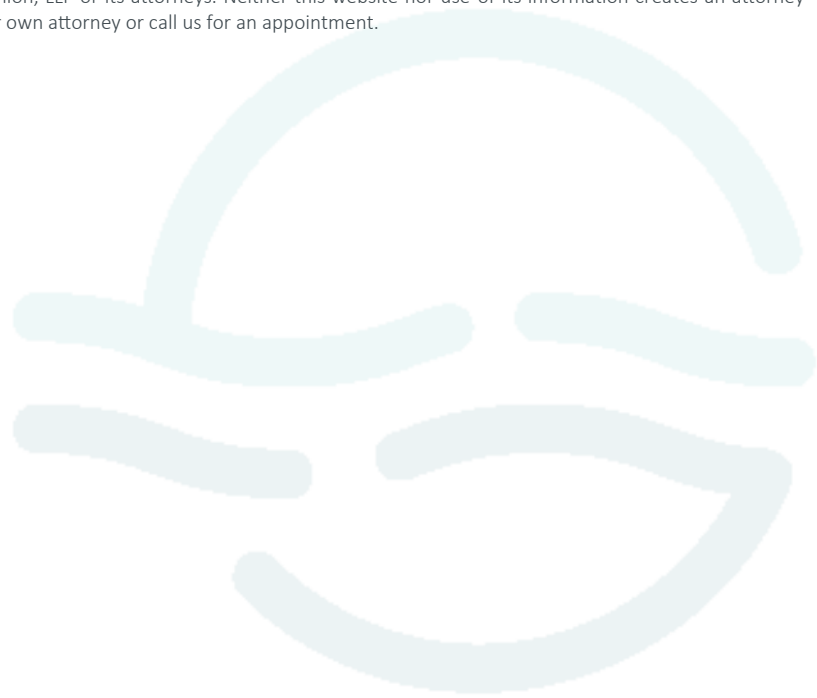 LLP or its attorneys. Neither this website nor use of its information creates an attorney
own attorney or call us for an appointment.